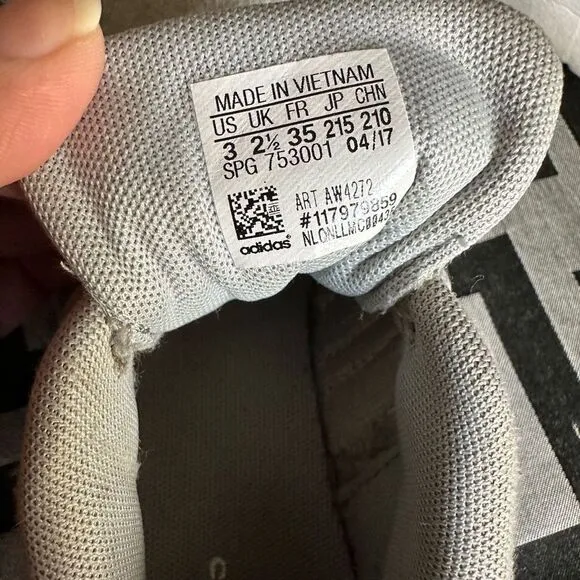 MADE IN VIETNAM
US UK FR JP CHN
3 2½ 35 215 210
SPG 753001 04/17
ART AW4272
#117979859
adidas